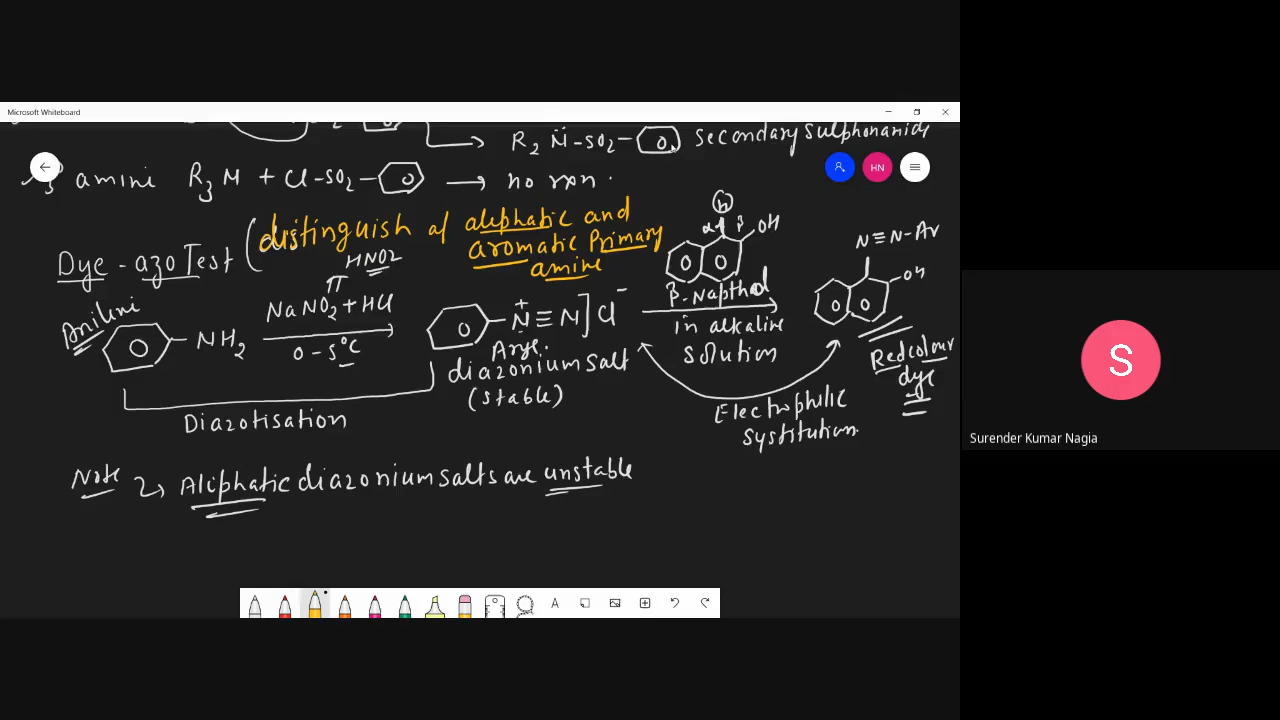 Microsoft Whiteboard
R2 N̈-SO2- O secondary sulphonamide
3° amine R3N + Cl-SO2- O → no rxn.
HN
Dye-azo Test (distinguish of aliphatic and
aromatic Primary
amine
HNO2
Aniline
NH2
NaNO2 + HCl
0-5°C
N≡N]Cl-
+
Aryl
diazonium salt
(stable)
H
α β OH
β-Napthol
in alkaline
solution
N≡N-Ar
OH
Red colour
dye
Diazotisation
Electrophilic
Systitution.
Note
Aliphatic diazonium salts are unstable
A
S
Surender Kumar Nagia